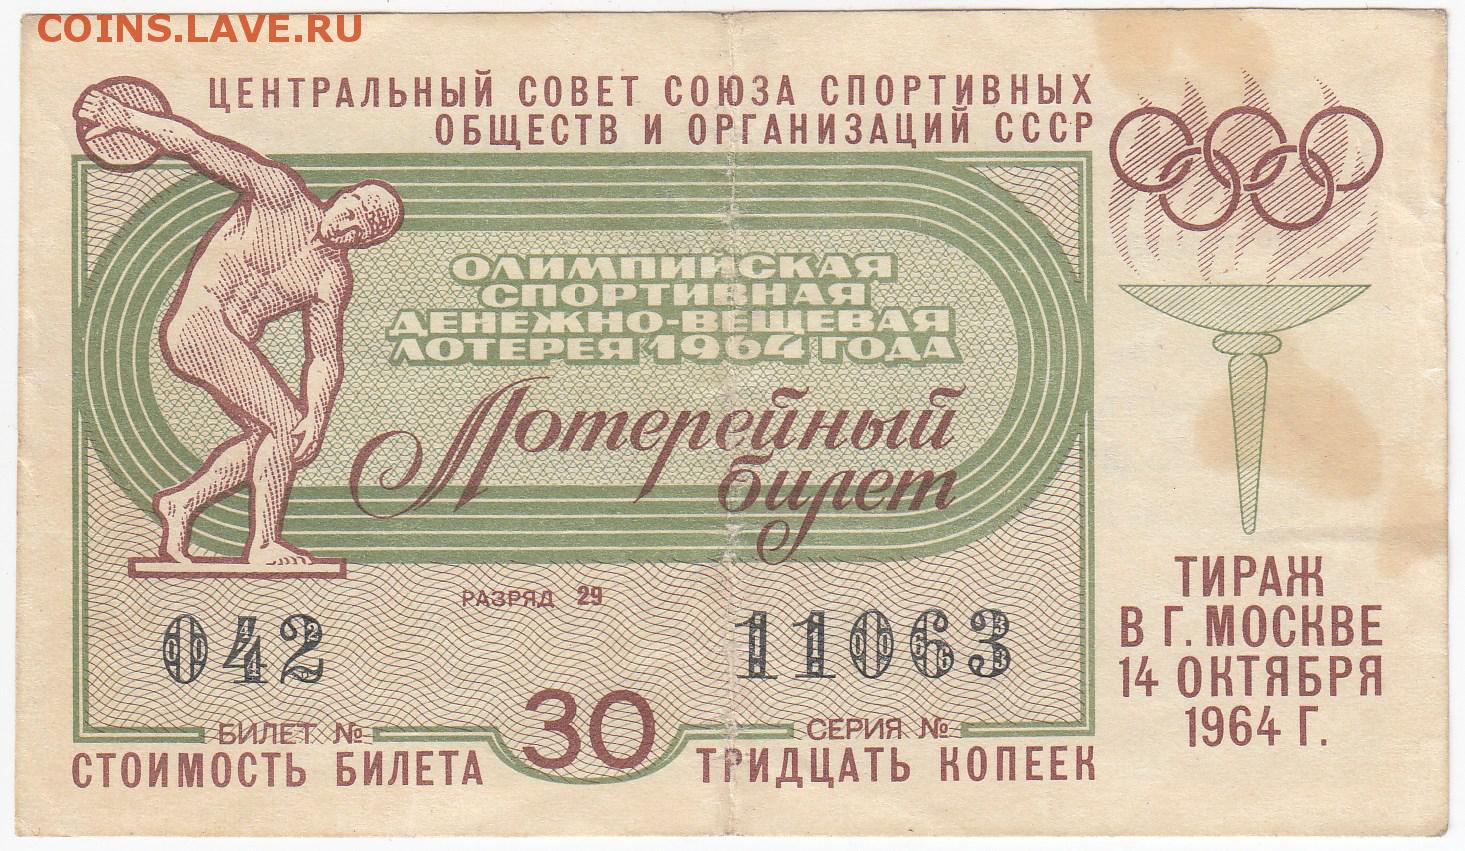 COINS.LAVE.RU
ЦЕНТРАЛЬНЫЙ СОВЕТ СОЮЗА СПОРТИВНЫХ
ОБЩЕСТВ И ОРГАНИЗАЦИЙ СССР
ОЛИМПИЙСКАЯ
СПОРТИВНАЯ
ДЕНЕЖНО-ВЕЩЕВАЯ
ЛОТЕРЕЯ 1964 ГОДА
Лотерейный
билет
РАЗРЯД 29
042
11063
БИЛЕТ №
СЕРИЯ №
СТОИМОСТЬ БИЛЕТА 30 ТРИДЦАТЬ КОПЕЕК
ТИРАЖ
В Г. МОСКВЕ
14 ОКТЯБРЯ
1964 Г.